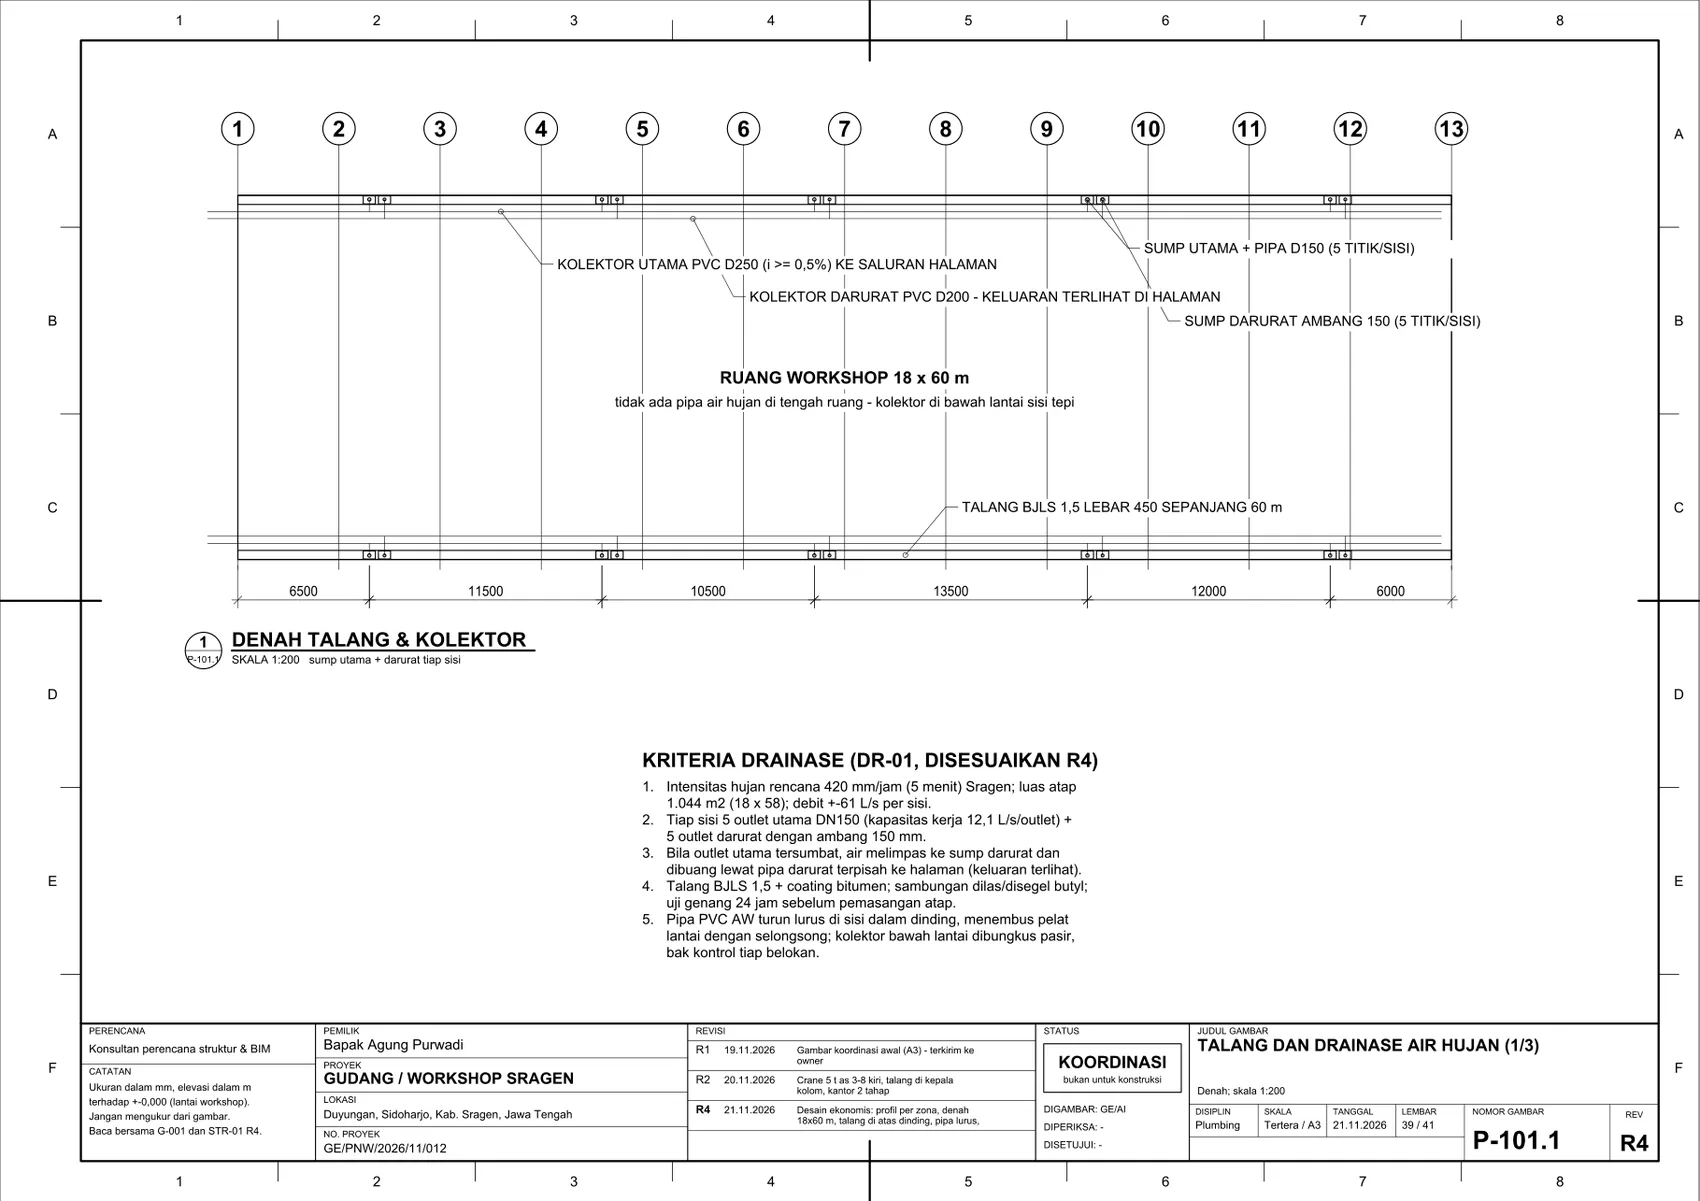 1 2 3 4 5 6 7 8
A A
1 2 3 4 5 6 7 8 9 10 11 12 13
SUMP UTAMA + PIPA D150 (5 TITIK/SISI)
KOLEKTOR UTAMA PVC D250 (i >= 0,5%) KE SALURAN HALAMAN
KOLEKTOR DARURAT PVC D200 - KELUARAN TERLIHAT DI HALAMAN
B B
SUMP DARURAT AMBANG 150 (5 TITIK/SISI)
RUANG WORKSHOP 18 x 60 m
tidak ada pipa air hujan di tengah ruang - kolektor di bawah lantai sisi tepi
C C
TALANG BJLS 1,5 LEBAR 450 SEPANJANG 60 m
6500 11500 10500 13500 12000 6000
1
P-101.1
DENAH TALANG & KOLEKTOR
SKALA 1:200 sump utama + darurat tiap sisi
D D
KRITERIA DRAINASE (DR-01, DISESUAIKAN R4)
1. Intensitas hujan rencana 420 mm/jam (5 menit) Sragen; luas atap
1.044 m2 (18 x 58); debit +-61 L/s per sisi.
2. Tiap sisi 5 outlet utama DN150 (kapasitas kerja 12,1 L/s/outlet) +
5 outlet darurat dengan ambang 150 mm.
3. Bila outlet utama tersumbat, air melimpas ke sump darurat dan
dibuang lewat pipa darurat terpisah ke halaman (keluaran terlihat).
E E
4. Talang BJLS 1,5 + coating bitumen; sambungan dilas/disegel butyl;
uji genang 24 jam sebelum pemasangan atap.
5. Pipa PVC AW turun lurus di sisi dalam dinding, menembus pelat
lantai dengan selongsong; kolektor bawah lantai dibungkus pasir,
bak kontrol tiap belokan.
F F
PERENCANA
Konsultan perencana struktur & BIM
CATATAN
Ukuran dalam mm, elevasi dalam m
terhadap +-0,000 (lantai workshop).
Jangan mengukur dari gambar.
Baca bersama G-001 dan STR-01 R4.
PEMILIK
Bapak Agung Purwadi
PROYEK
GUDANG / WORKSHOP SRAGEN
LOKASI
Duyungan, Sidoharjo, Kab. Sragen, Jawa Tengah
NO. PROYEK
GE/PNW/2026/11/012
REVISI
R1 19.11.2026 Gambar koordinasi awal (A3) - terkirim ke
owner
R2 20.11.2026 Crane 5 t as 3-8 kiri, talang di kepala
kolom, kantor 2 tahap
R4 21.11.2026 Desain ekonomis: profil per zona, denah
18x60 m, talang di atas dinding, pipa lurus,
STATUS
KOORDINASI
bukan untuk konstruksi
DIGAMBAR: GE/AI
DIPERIKSA: -
DISETUJUI: -
JUDUL GAMBAR
TALANG DAN DRAINASE AIR HUJAN (1/3)
Denah; skala 1:200
DISIPLIN
Plumbing
SKALA
Tertera / A3
TANGGAL
21.11.2026
LEMBAR
39 / 41
NOMOR GAMBAR
P-101.1
REV
R4
1 2 3 4 5 6 7 8